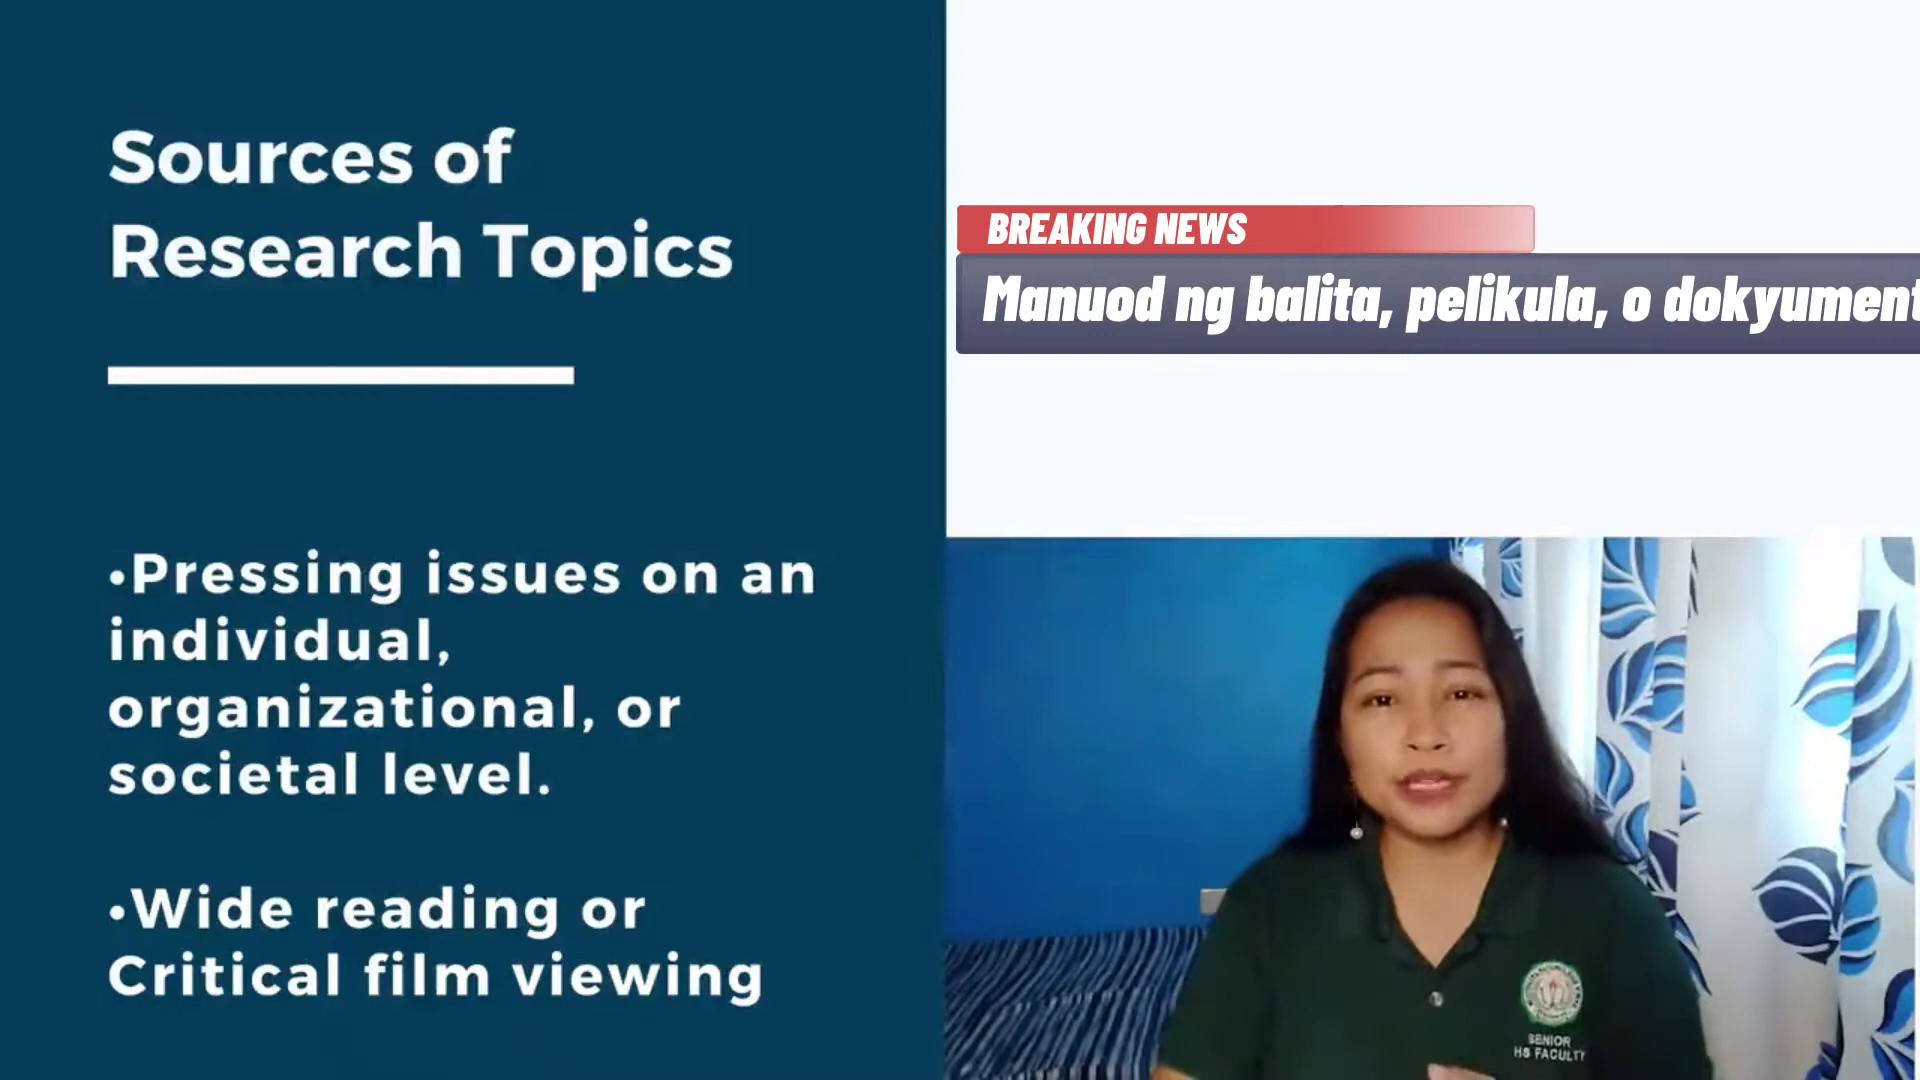 Sources of
Research Topics
•Pressing issues on an
individual,
organizational, or
societal level.
•Wide reading or
Critical film viewing
BREAKING NEWS
Manuod ng balita, pelikula, o dokyument
SENIOR
HS FACULTY